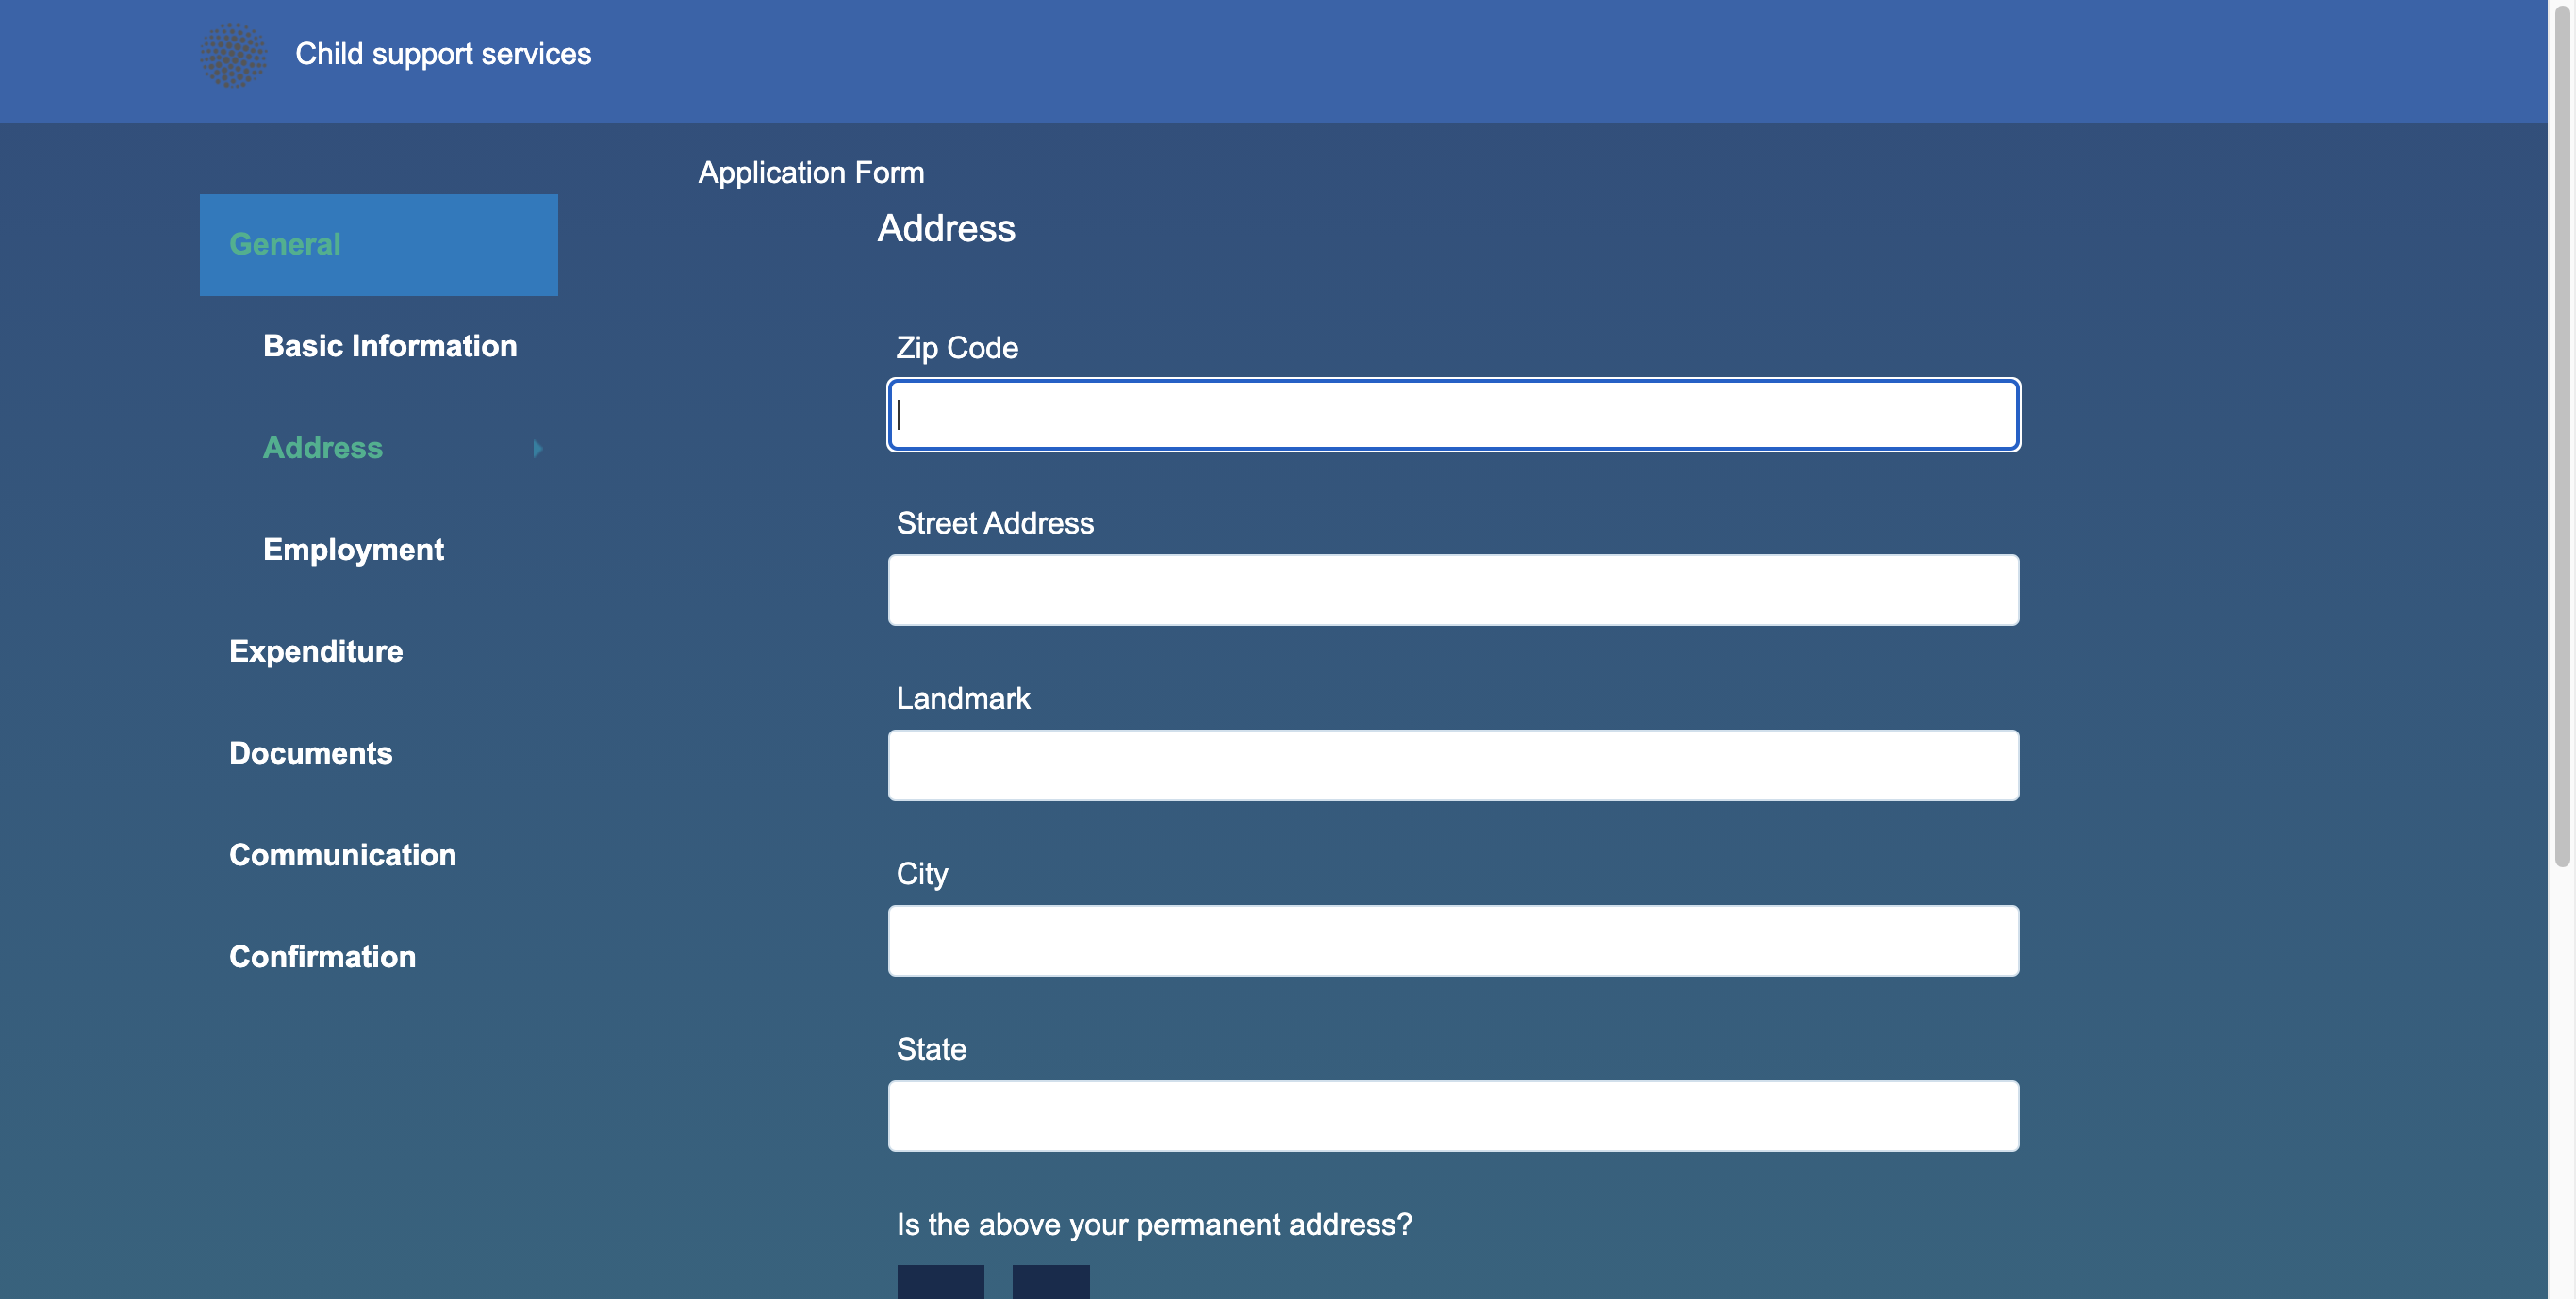 Child support services
Application Form
Address
General
Basic Information
Address
Employment
Expenditure
Documents
Communication
Confirmation
Zip Code
Street Address
Landmark
City
State
Is the above your permanent address?